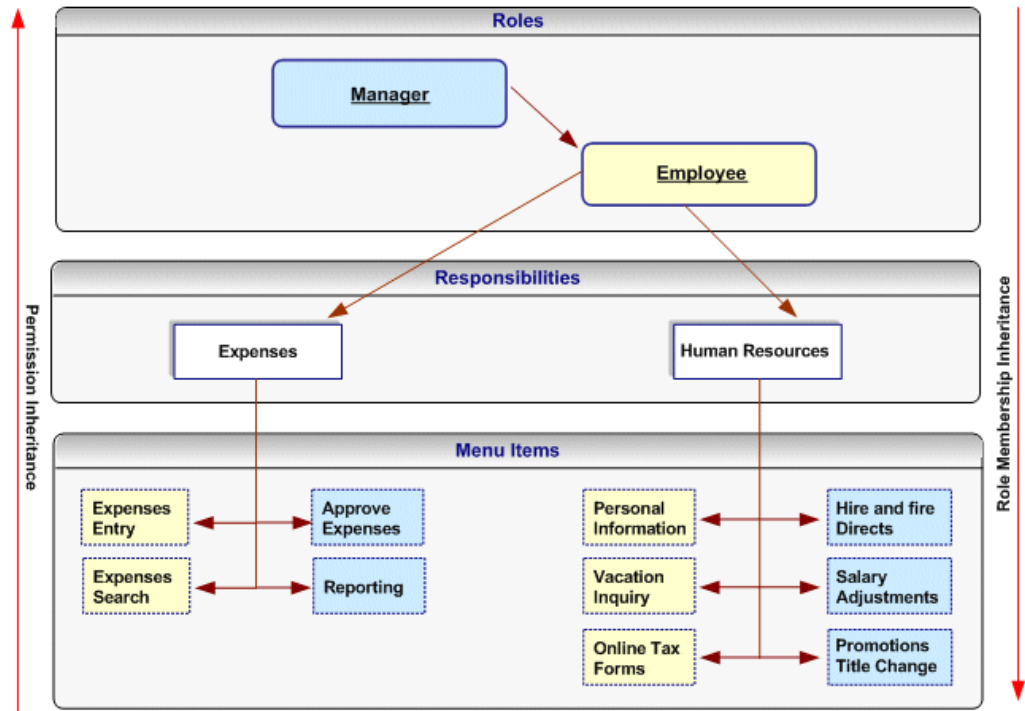 Roles
Manager
Employee
Responsibilities
Expenses
Human Resources
Menu Items
Expenses
Entry
Approve
Expenses
Expenses
Search
Reporting
Personal
Information
Hire and fire
Directs
Vacation
Inquiry
Salary
Adjustments
Online Tax
Forms
Promotions
Title Change
Permission Inheritance
Role Membership Inheritance